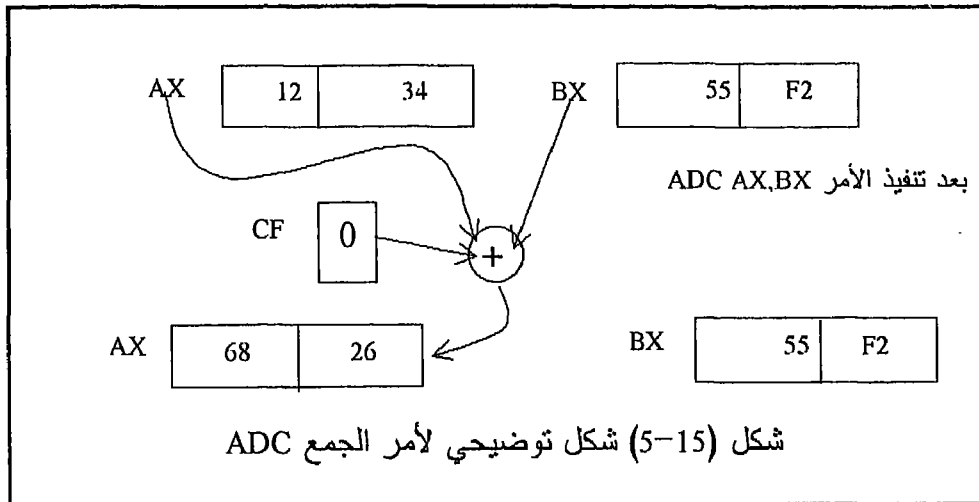 AX 12 34 BX 55 F2
بعد تنفيذ الأمر ADC AX,BX
CF 0 +
AX 68 26 BX 55 F2
شكل (5-15) شكل توضيحي لأمر الجمع ADC